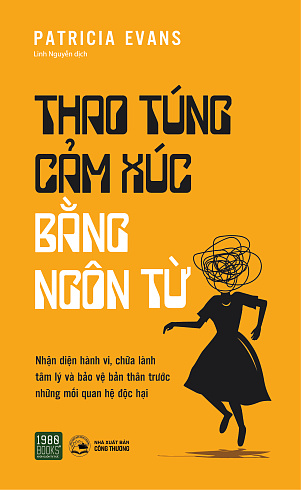 PATRICIA EVANS
Linh Nguyễn dịch
THAO TÚNG
CẢM XÚC
BẰNG
NGÔN TỪ
Nhận diện hành vi, chữa lành
tâm lý và bảo vệ bản thân trước
những mối quan hệ độc hại
1980
BOOKS
NHÀ XUẤT BẢN
CÔNG THƯƠNG